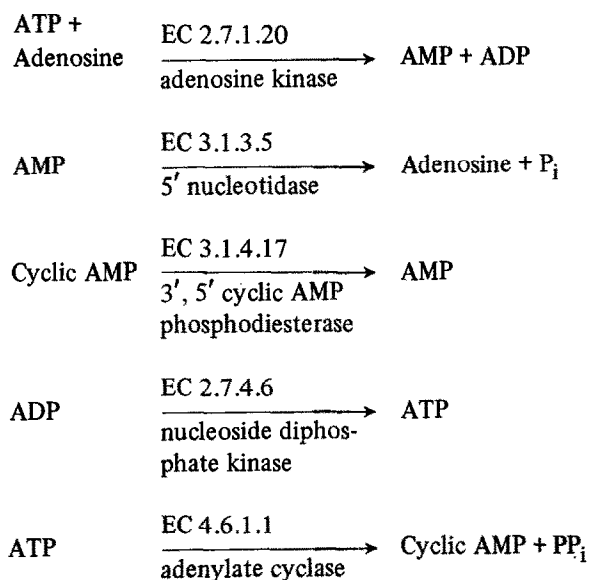 ATP +
Adenosine
EC 2.7.1.20
adenosine kinase
AMP + ADP
AMP
EC 3.1.3.5
5′ nucleotidase
Adenosine + Pi
Cyclic AMP
EC 3.1.4.17
3′, 5′ cyclic AMP
phosphodiesterase
AMP
ADP
EC 2.7.4.6
nucleoside diphos-
phate kinase
ATP
ATP
EC 4.6.1.1
adenylate cyclase
Cyclic AMP + PPi